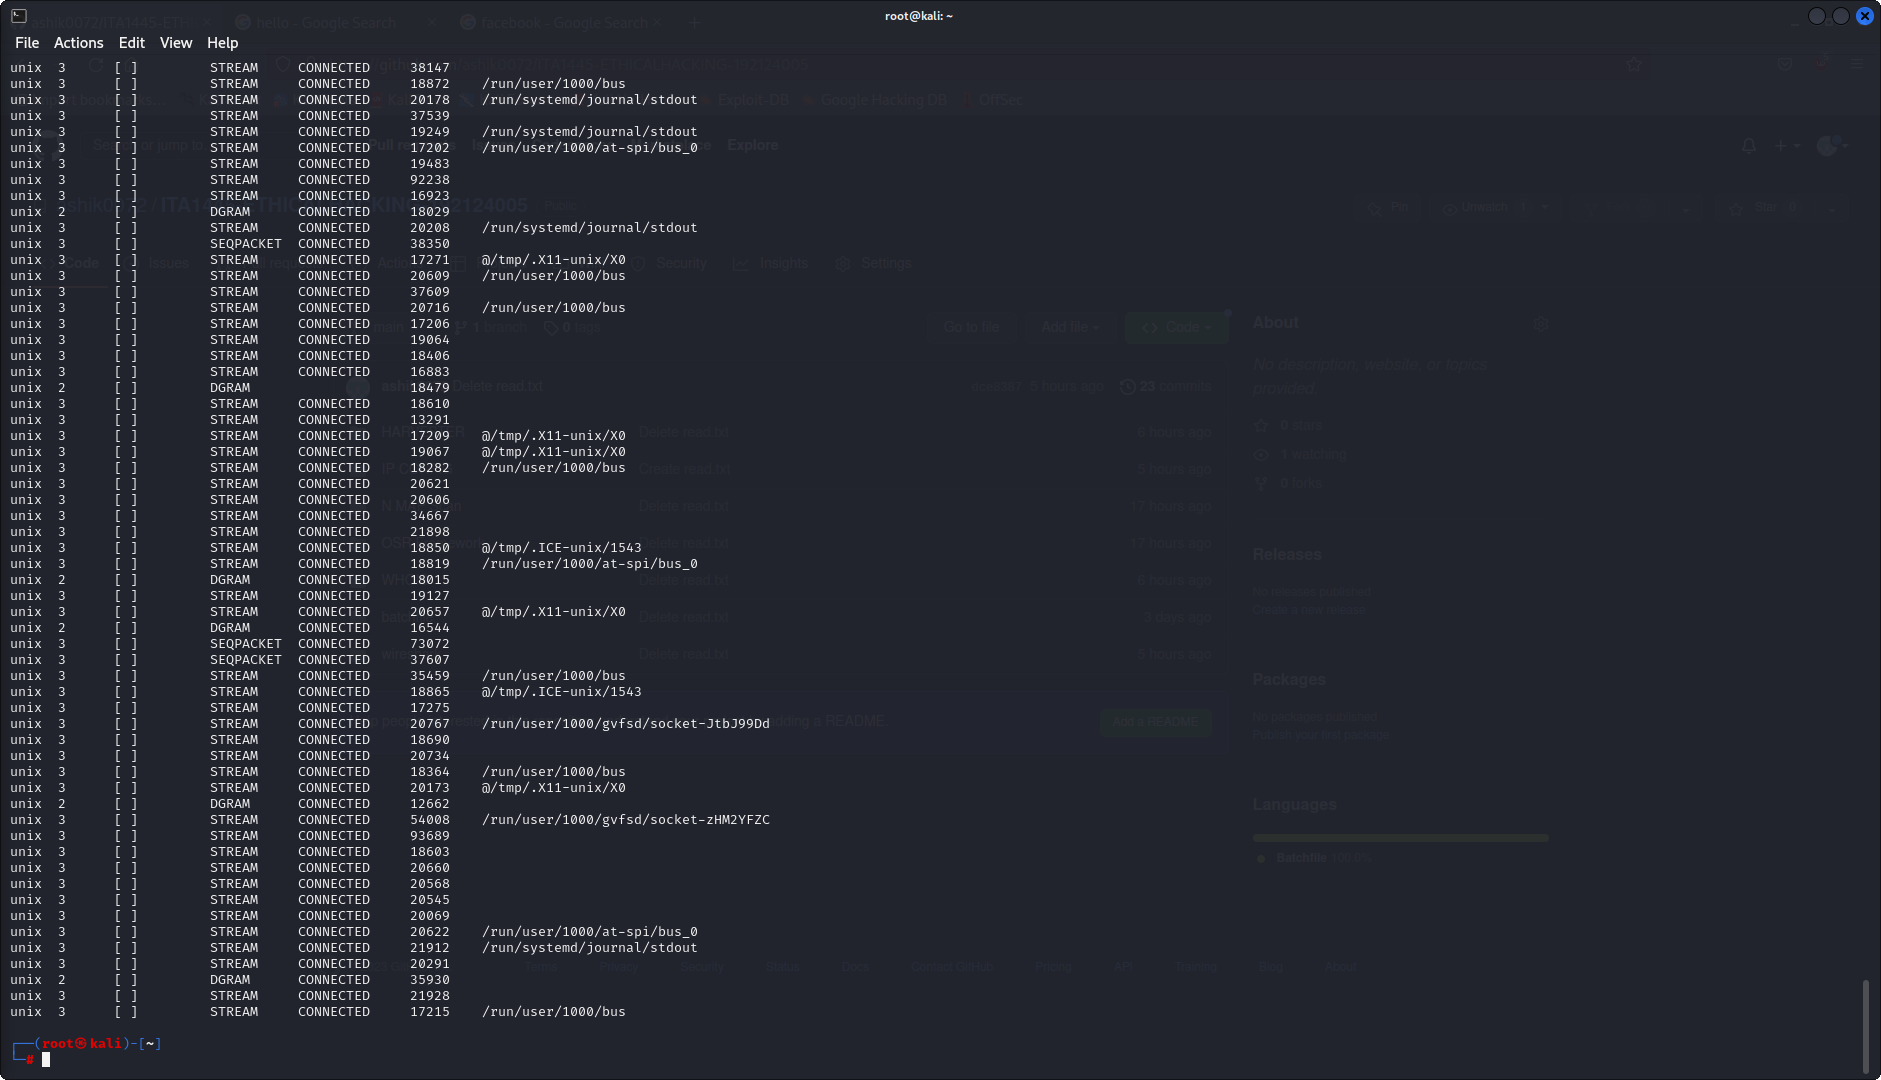 root@kali: ~
File Actions Edit View Help
unix 3 [ ] STREAM CONNECTED 38147
unix 3 [ ] STREAM CONNECTED 18872 /run/user/1000/bus
unix 3 [ ] STREAM CONNECTED 20178 /run/systemd/journal/stdout
unix 3 [ ] STREAM CONNECTED 37539
unix 3 [ ] STREAM CONNECTED 19249 /run/systemd/journal/stdout
unix 3 [ ] STREAM CONNECTED 17202 /run/user/1000/at-spi/bus_0
unix 3 [ ] STREAM CONNECTED 19483
unix 3 [ ] STREAM CONNECTED 92238
unix 3 [ ] STREAM CONNECTED 16923
unix 2 [ ] DGRAM CONNECTED 18029
unix 3 [ ] STREAM CONNECTED 20208 /run/systemd/journal/stdout
unix 3 [ ] SEQPACKET CONNECTED 38350
unix 3 [ ] STREAM CONNECTED 17271 @/tmp/.X11-unix/X0
unix 3 [ ] STREAM CONNECTED 20609 /run/user/1000/bus
unix 3 [ ] STREAM CONNECTED 37609
unix 3 [ ] STREAM CONNECTED 20716 /run/user/1000/bus
unix 3 [ ] STREAM CONNECTED 17206
unix 3 [ ] STREAM CONNECTED 19064
unix 3 [ ] STREAM CONNECTED 18406
unix 3 [ ] STREAM CONNECTED 16883
unix 2 [ ] DGRAM 18479
unix 3 [ ] STREAM CONNECTED 18610
unix 3 [ ] STREAM CONNECTED 13291
unix 3 [ ] STREAM CONNECTED 17209 @/tmp/.X11-unix/X0
unix 3 [ ] STREAM CONNECTED 19067 @/tmp/.X11-unix/X0
unix 3 [ ] STREAM CONNECTED 18282 /run/user/1000/bus
unix 3 [ ] STREAM CONNECTED 20621
unix 3 [ ] STREAM CONNECTED 20606
unix 3 [ ] STREAM CONNECTED 34667
unix 3 [ ] STREAM CONNECTED 21898
unix 3 [ ] STREAM CONNECTED 18850 @/tmp/.ICE-unix/1543
unix 3 [ ] STREAM CONNECTED 18819 /run/user/1000/at-spi/bus_0
unix 2 [ ] DGRAM CONNECTED 18015
unix 3 [ ] STREAM CONNECTED 19127
unix 3 [ ] STREAM CONNECTED 20657 @/tmp/.X11-unix/X0
unix 2 [ ] DGRAM CONNECTED 16544
unix 3 [ ] SEQPACKET CONNECTED 73072
unix 3 [ ] SEQPACKET CONNECTED 37607
unix 3 [ ] STREAM CONNECTED 35459 /run/user/1000/bus
unix 3 [ ] STREAM CONNECTED 18865 @/tmp/.ICE-unix/1543
unix 3 [ ] STREAM CONNECTED 17275
unix 3 [ ] STREAM CONNECTED 20767 /run/user/1000/gvfsd/socket-JtbJ99Dd
unix 3 [ ] STREAM CONNECTED 18690
unix 3 [ ] STREAM CONNECTED 20734
unix 3 [ ] STREAM CONNECTED 18364 /run/user/1000/bus
unix 3 [ ] STREAM CONNECTED 20173 @/tmp/.X11-unix/X0
unix 2 [ ] DGRAM CONNECTED 12662
unix 3 [ ] STREAM CONNECTED 54008 /run/user/1000/gvfsd/socket-zHM2YFZC
unix 3 [ ] STREAM CONNECTED 93689
unix 3 [ ] STREAM CONNECTED 18603
unix 3 [ ] STREAM CONNECTED 20660
unix 3 [ ] STREAM CONNECTED 20568
unix 3 [ ] STREAM CONNECTED 20545
unix 3 [ ] STREAM CONNECTED 20069
unix 3 [ ] STREAM CONNECTED 20622 /run/user/1000/at-spi/bus_0
unix 3 [ ] STREAM CONNECTED 21912 /run/systemd/journal/stdout
unix 3 [ ] STREAM CONNECTED 20291
unix 2 [ ] DGRAM CONNECTED 35930
unix 3 [ ] STREAM CONNECTED 21928
unix 3 [ ] STREAM CONNECTED 17215 /run/user/1000/bus
┌──(root㉿kali)-[~]
└─#